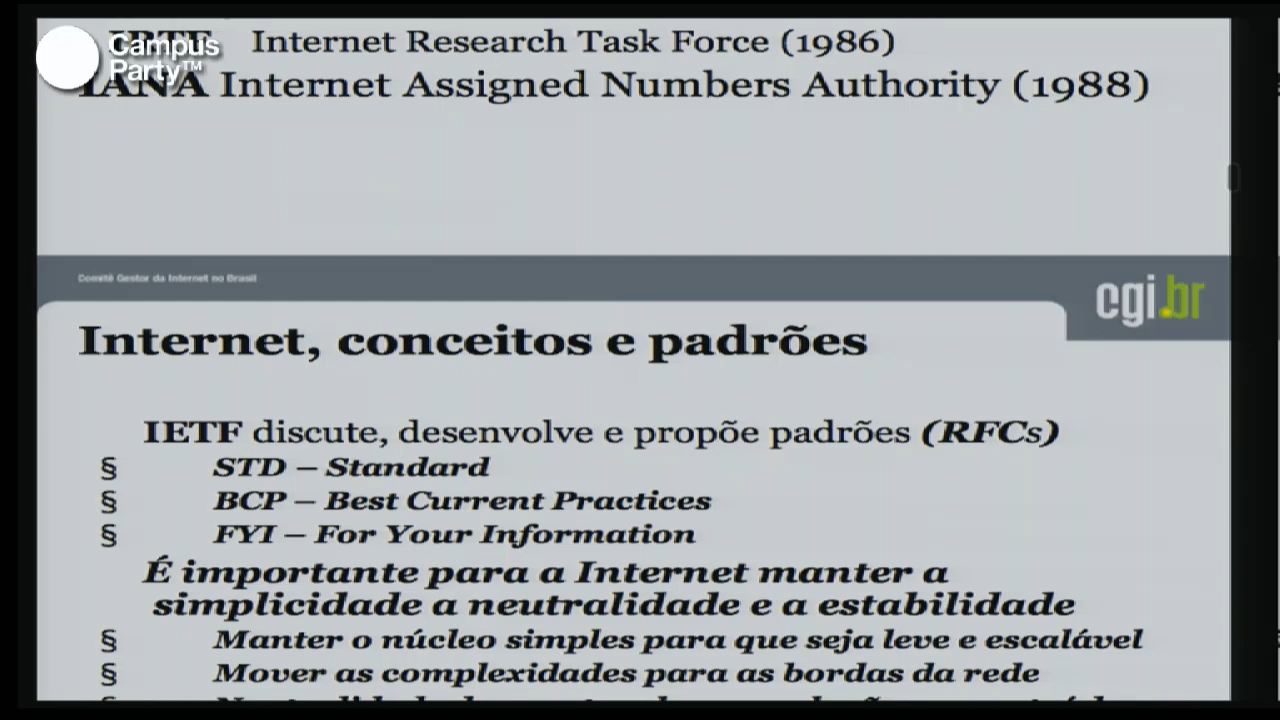 Campus
Party™
Internet Research Task Force (1986)
IANA Internet Assigned Numbers Authority (1988)
Comitê Gestor da Internet no Brasil
cgi.br
Internet, conceitos e padrões
IETF discute, desenvolve e propõe padrões (RFCs)
§ STD – Standard
§ BCP – Best Current Practices
§ FYI – For Your Information
É importante para a Internet manter a
simplicidade a neutralidade e a estabilidade
§ Manter o núcleo simples para que seja leve e escalável
§ Mover as complexidades para as bordas da rede